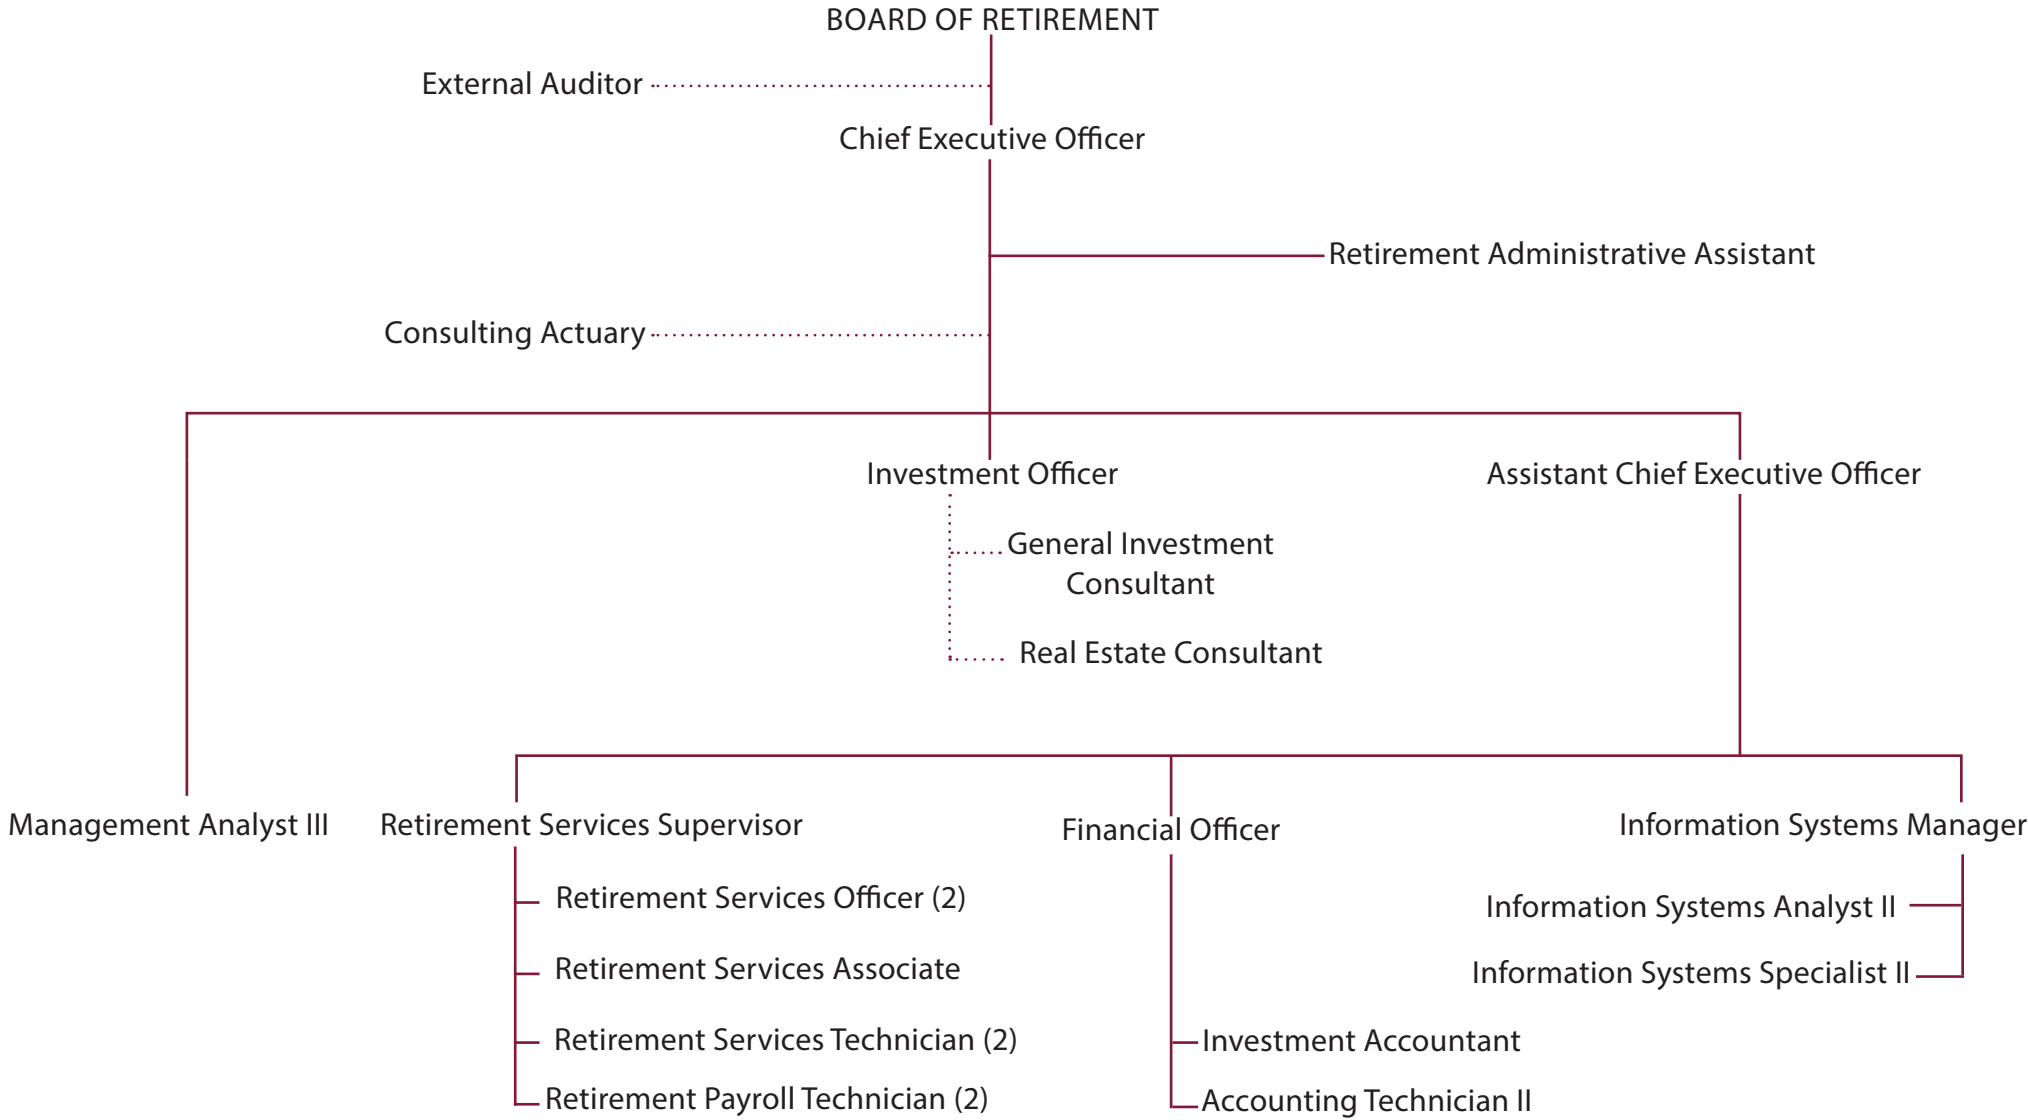 BOARD OF RETIREMENT
External Auditor
Chief Executive Officer
Retirement Administrative Assistant
Consulting Actuary
Investment Officer
Assistant Chief Executive Officer
General Investment
Consultant
Real Estate Consultant
Management Analyst III
Retirement Services Supervisor
Financial Officer
Information Systems Manager
Retirement Services Officer (2)
Information Systems Analyst II
Retirement Services Associate
Information Systems Specialist II
Retirement Services Technician (2)
Investment Accountant
Retirement Payroll Technician (2)
Accounting Technician II